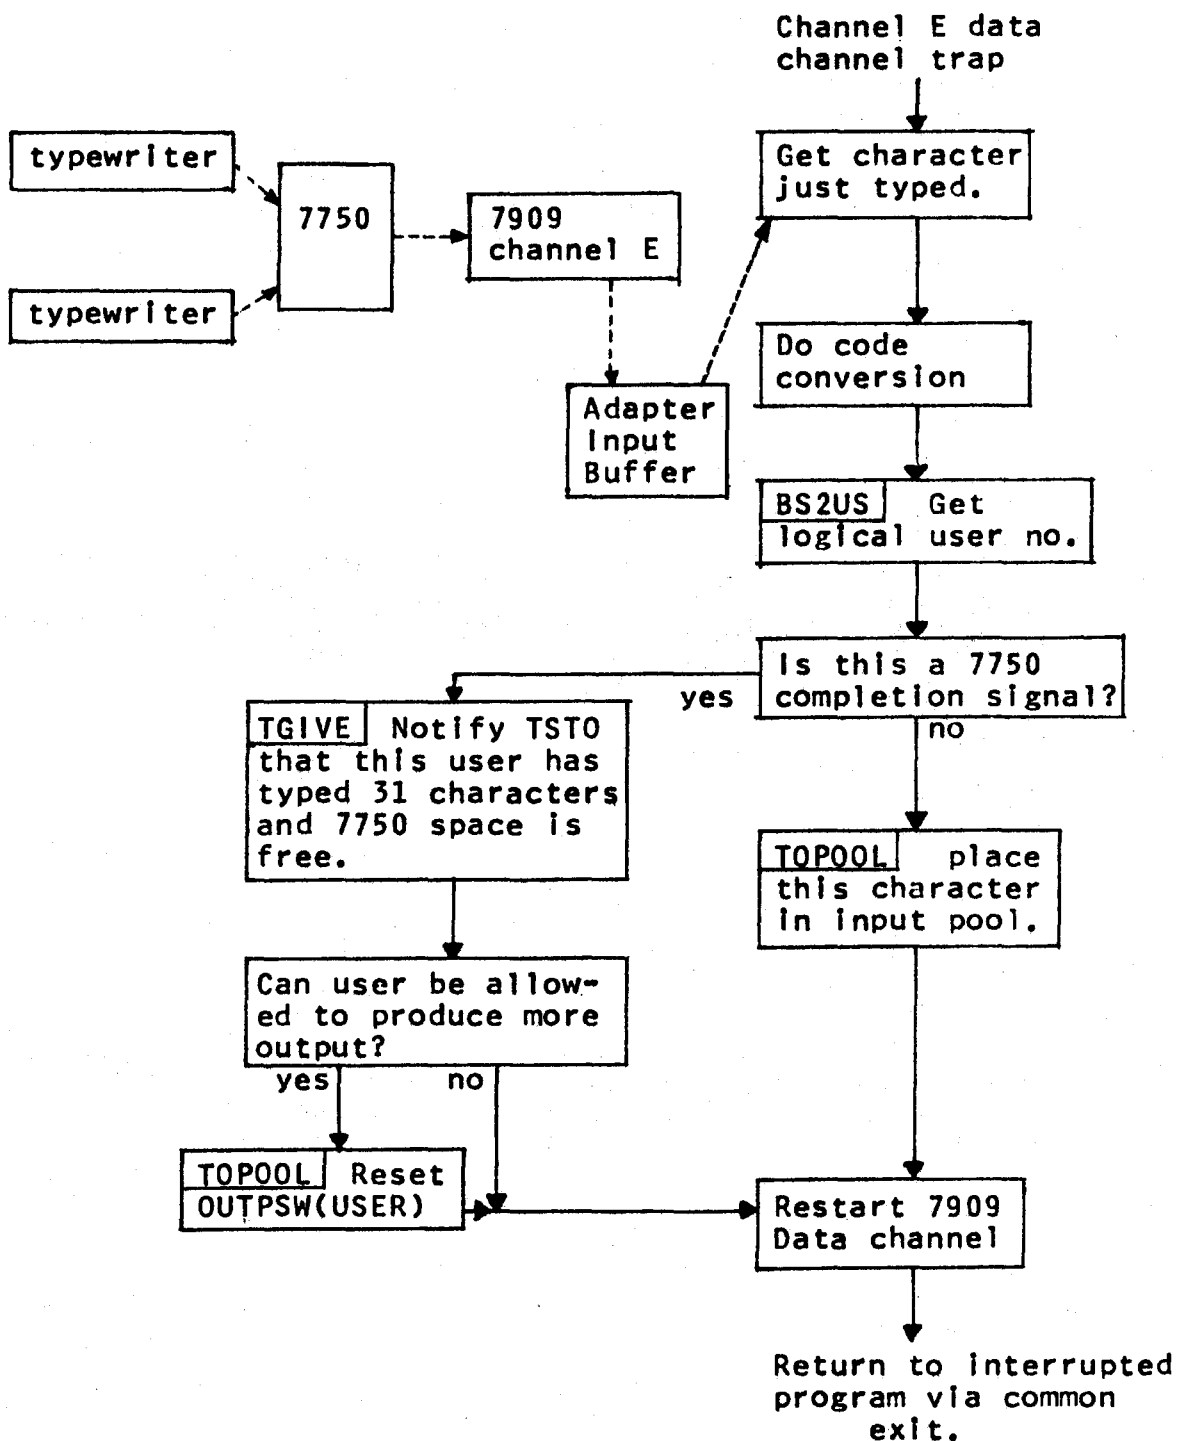 Channel E data
channel trap
typewriter
7750
7909
channel E
typewriter
Adapter
Input
Buffer
Get character
just typed.
Do code
conversion
BS2US Get
logical user no.
Is this a 7750
completion signal?
yes
no
TGIVE Notify TSTO
that this user has
typed 31 characters
and 7750 space is
free.
TOPOOL place
this character
in input pool.
Can user be allow-
ed to produce more
output?
yes no
TOPOOL Reset
OUTPSW(USER)
Restart 7909
Data channel
Return to interrupted
program via common
exit.